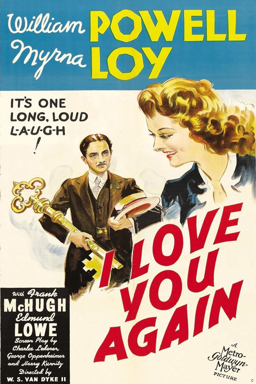 William POWELL
Myrna LOY
IT'S ONE
LONG, LOUD
L-A-U-G-H
!
I LOVE
YOU
AGAIN
with Frank
McHUGH
Edmund
LOWE
Screen Play by
Charles Lederer,
George Oppenheimer
and Harry Kurnitz
Directed by
W. S. VAN DYKE II
A
Metro-
Goldwyn-
Mayer
PICTURE